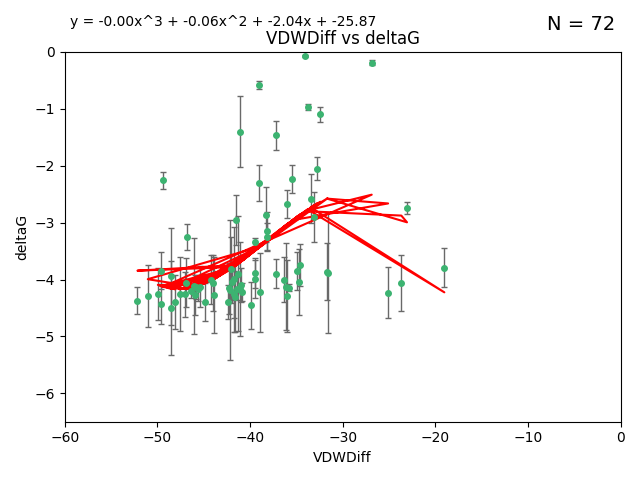 y = -0.00x^3 + -0.06x^2 + -2.04x + -25.87
N = 72
VDWDiff vs deltaG
0
−1
−2
−3
−4
−5
−6
deltaG
−60
−50
−40
−30
−20
−10
0
VDWDiff